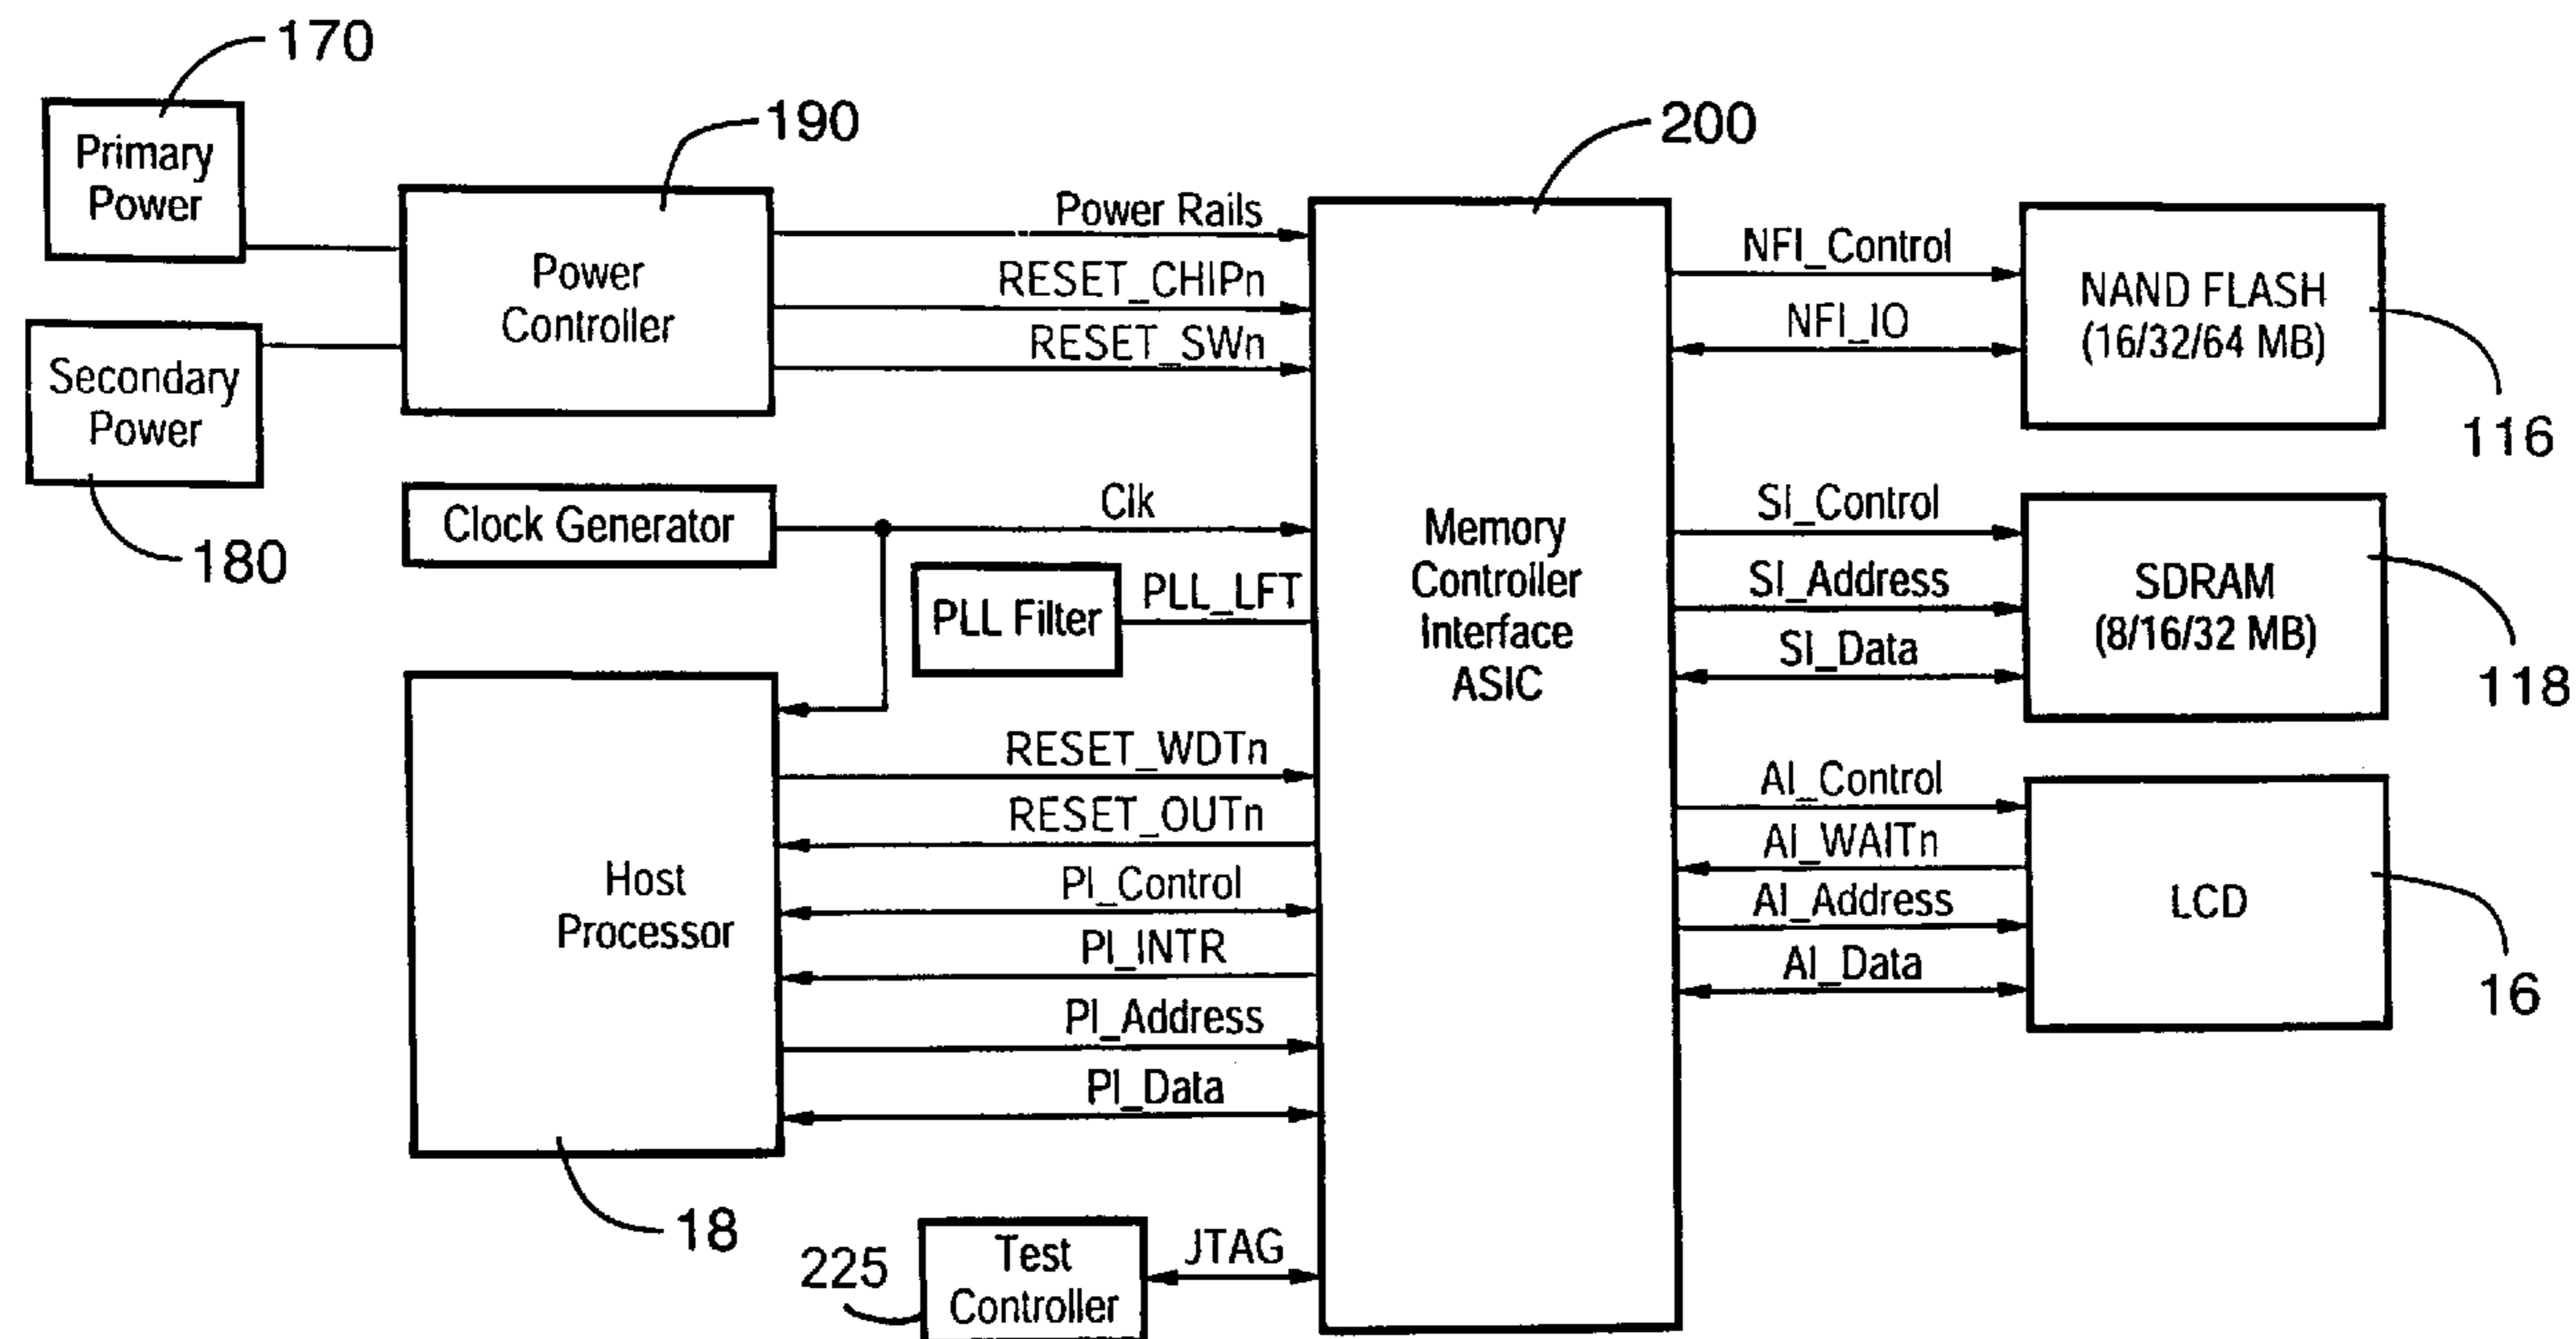 170
Primary
Power
190
Power
Controller
Secondary
Power
180
Power Rails
RESET_CHIPn
RESET_SWn
200
Clock Generator
Clk
PLL Filter
PLL_LFT
Memory
Controller
Interface
ASIC
Host
Processor
18
RESET_WDTn
RESET_OUTn
PI_Control
PI_INTR
PI_Address
PI_Data
225
Test
Controller
JTAG
NFI_Control
NFI_IO
NAND FLASH
(16/32/64 MB)
116
SI_Control
SI_Address
SI_Data
SDRAM
(8/16/32 MB)
118
AI_Control
AI_WAITn
AI_Address
AI_Data
LCD
16